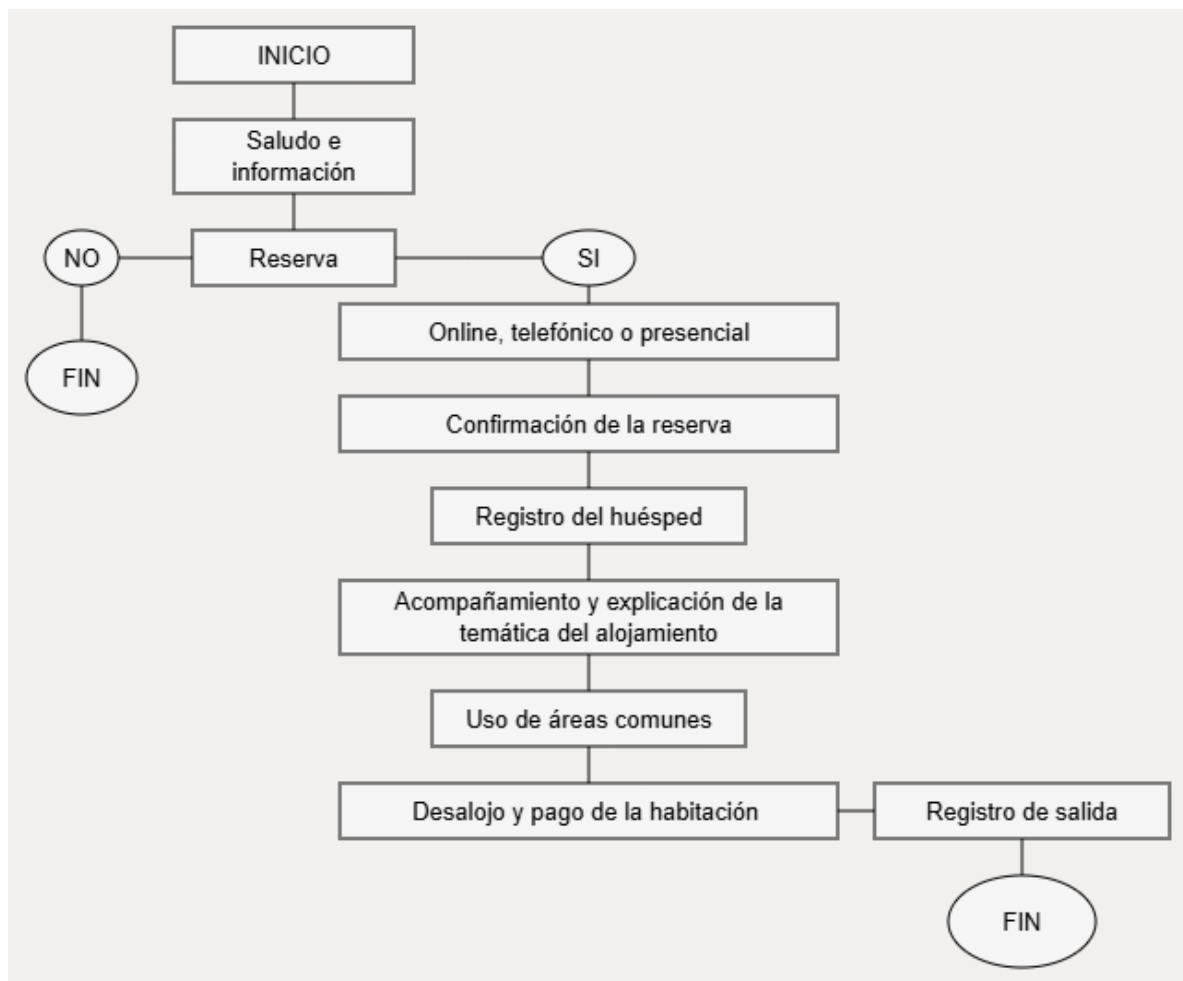 INICIO
Saludo e
información
NO
Reserva
SI
FIN
Online, telefónico o presencial
Confirmación de la reserva
Registro del huésped
Acompañamiento y explicación de la
temática del alojamiento
Uso de áreas comunes
Desalojo y pago de la habitación
Registro de salida
FIN